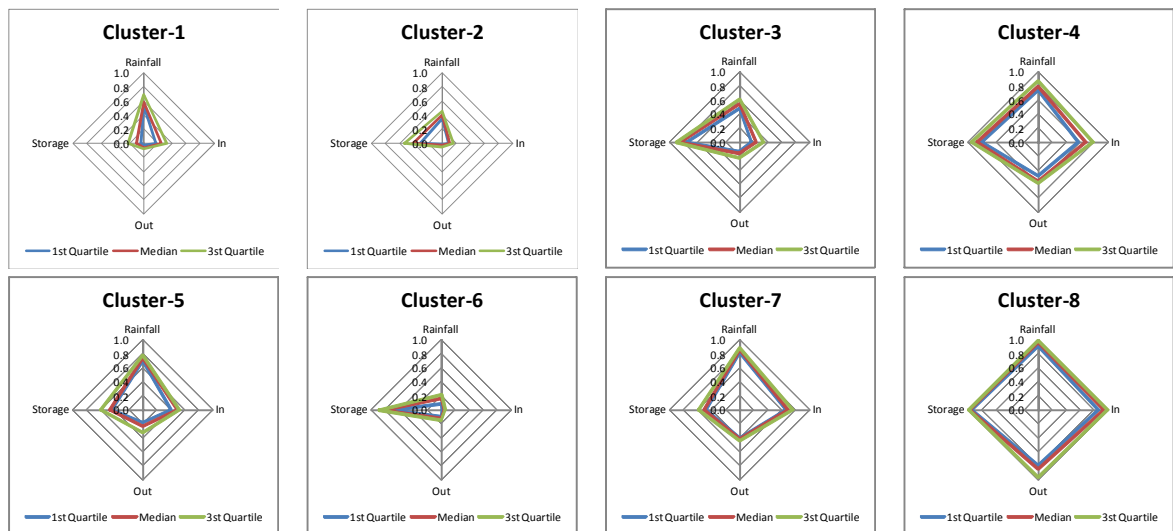 Cluster-1
Rainfall
1.0
0.8
0.6
0.4
0.2
0.0
Storage
In
Out
1st Quartile Median 3st Quartile
Cluster-2
Rainfall
1.0
0.8
0.6
0.4
0.2
0.0
Storage
In
Out
1st Quartile Median 3st Quartile
Cluster-3
Rainfall
1.0
0.8
0.6
0.4
0.2
0.0
Storage
In
Out
1st Quartile Median 3st Quartile
Cluster-4
Rainfall
1.0
0.8
0.6
0.4
0.2
0.0
Storage
In
Out
1st Quartile Median 3st Quartile
Cluster-5
Rainfall
1.0
0.8
0.6
0.4
0.2
0.0
Storage
In
Out
1st Quartile Median 3st Quartile
Cluster-6
Rainfall
1.0
0.8
0.6
0.4
0.2
0.0
Storage
In
Out
1st Quartile Median 3st Quartile
Cluster-7
Rainfall
1.0
0.8
0.6
0.4
0.2
0.0
Storage
In
Out
1st Quartile Median 3st Quartile
Cluster-8
Rainfall
1.0
0.8
0.6
0.4
0.2
0.0
Storage
In
Out
1st Quartile Median 3st Quartile